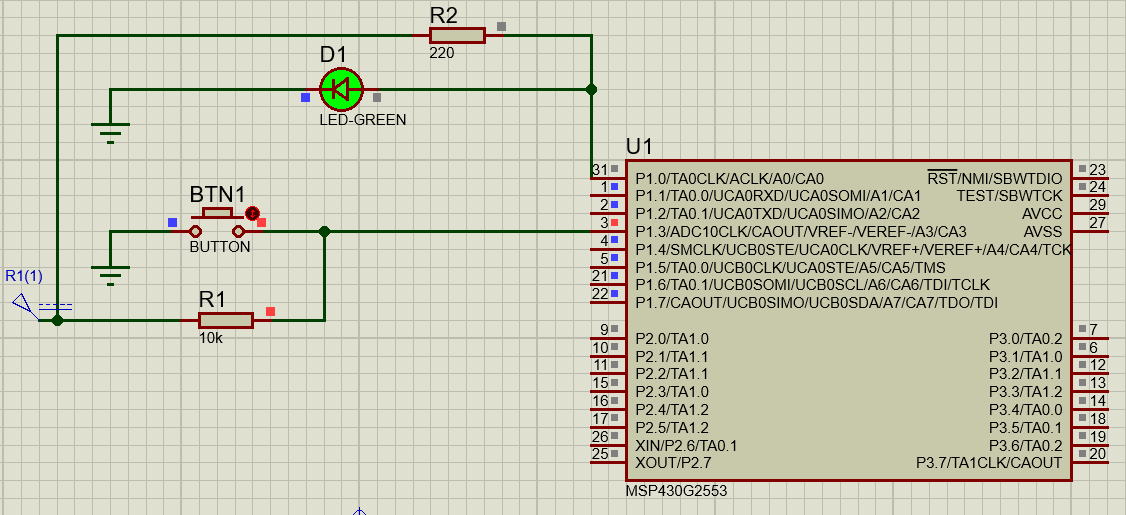 R2
220
D1
LED-GREEN
BTN1
BUTTON
R1(1)
R1
10k
U1
31 P1.0/TA0CLK/ACLK/A0/CA0 RST/NMI/SBWTDIO 23
1 P1.1/TA0.0/UCA0RXD/UCA0SOMI/A1/CA1 TEST/SBWTCK 24
2 P1.2/TA0.1/UCA0TXD/UCA0SIMO/A2/CA2 AVCC 29
3 P1.3/ADC10CLK/CAOUT/VREF-/VEREF-/A3/CA3 AVSS 27
4 P1.4/SMCLK/UCB0STE/UCA0CLK/VREF+/VEREF+/A4/CA4/TCK
5 P1.5/TA0.0/UCB0CLK/UCA0STE/A5/CA5/TMS
21 P1.6/TA0.1/UCB0SOMI/UCB0SCL/A6/CA6/TDI/TCLK
22 P1.7/CAOUT/UCB0SIMO/UCB0SDA/A7/CA7/TDO/TDI
9 P2.0/TA1.0 P3.0/TA0.2 7
10 P2.1/TA1.1 P3.1/TA1.0 6
11 P2.2/TA1.1 P3.2/TA1.1 12
15 P2.3/TA1.0 P3.3/TA1.2 13
16 P2.4/TA1.2 P3.4/TA0.0 14
17 P2.5/TA1.2 P3.5/TA0.1 18
26 XIN/P2.6/TA0.1 P3.6/TA0.2 19
25 XOUT/P2.7 P3.7/TA1CLK/CAOUT 20
MSP430G2553